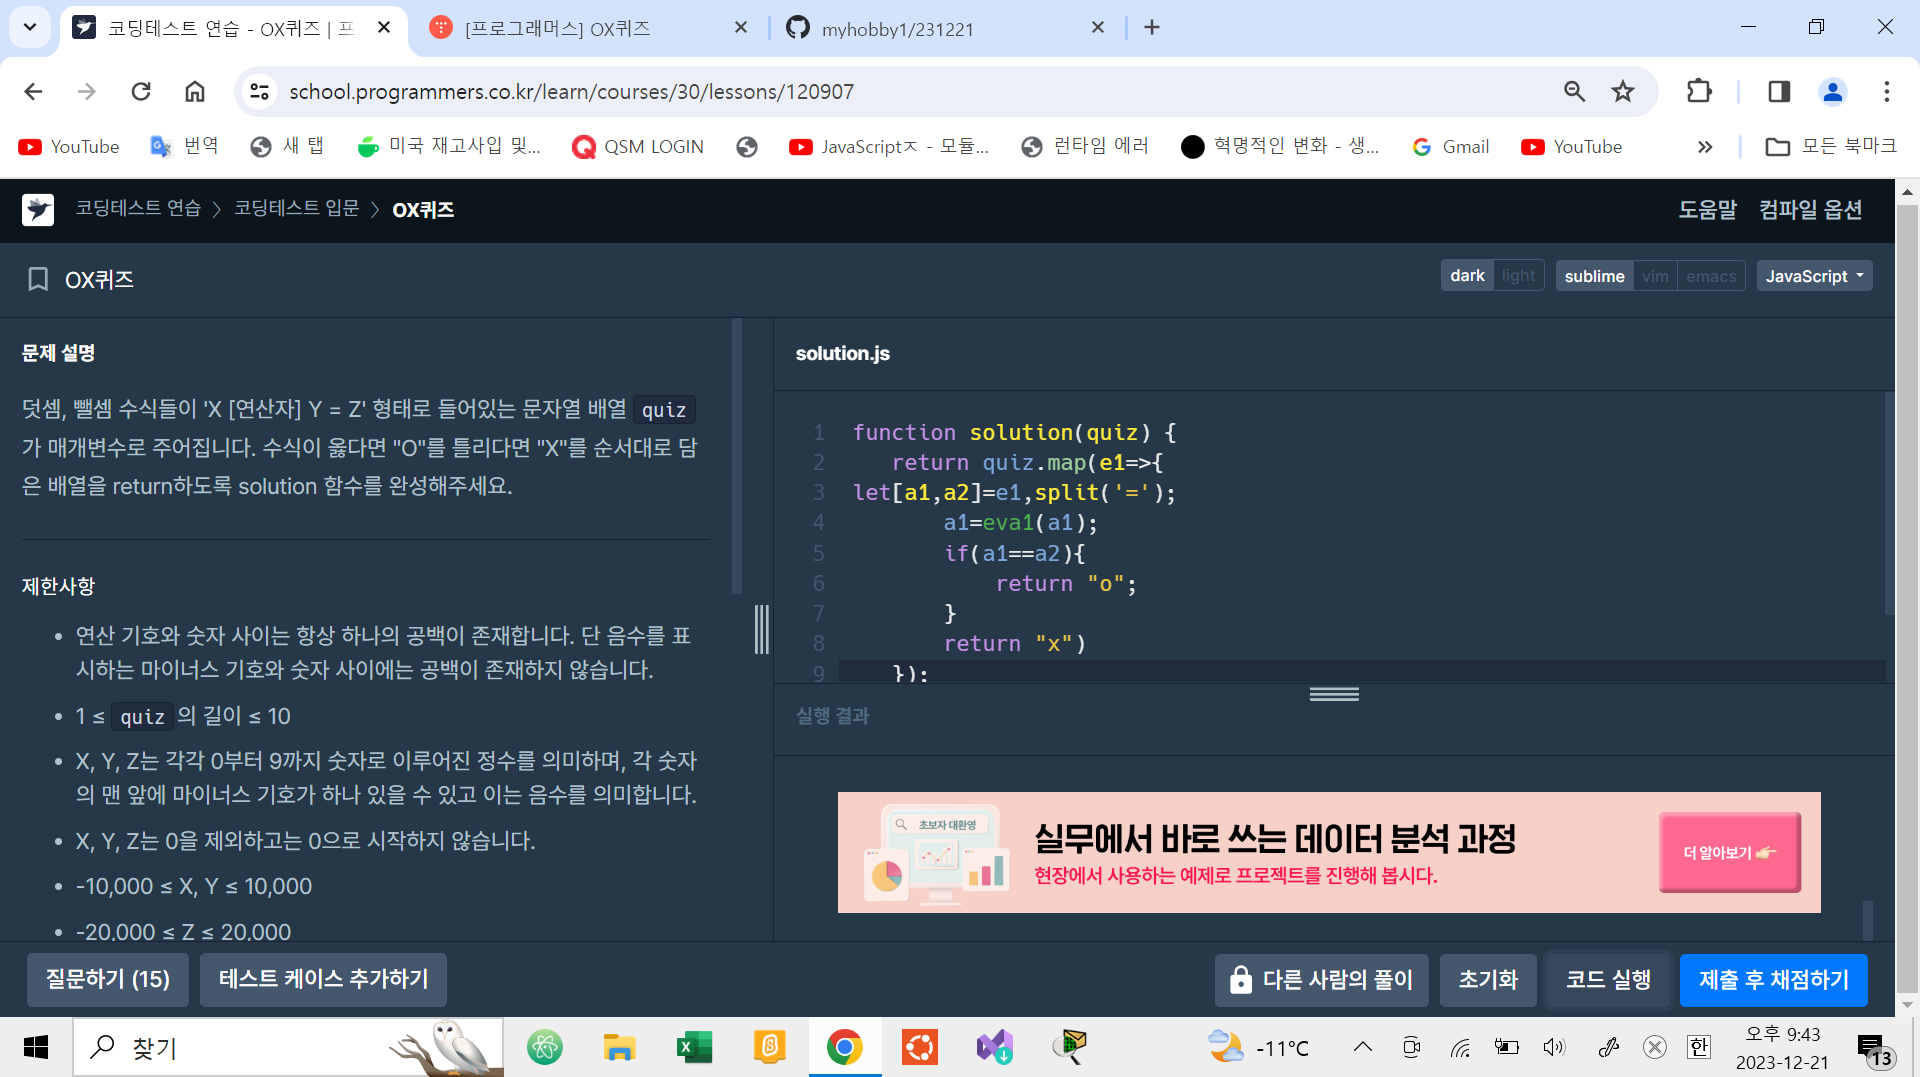 코딩테스트 연습 - OX퀴즈 | 프
[프로그래머스] OX퀴즈
myhobby1/231221
school.programmers.co.kr/learn/courses/30/lessons/120907
YouTube 번역 새 탭 미국 재고사입 및... QSM LOGIN JavaScriptㅈ - 모듈... 런타임 에러 혁명적인 변화 - 생... Gmail YouTube » 모든 북마크
코딩테스트 연습 > 코딩테스트 입문 > OX퀴즈
도움말 컴파일 옵션
OX퀴즈
dark light sublime vim emacs JavaScript
문제 설명
덧셈, 뺄셈 수식들이 'X [연산자] Y = Z' 형태로 들어있는 문자열 배열 quiz
가 매개변수로 주어집니다. 수식이 옳다면 "O"를 틀리다면 "X"를 순서대로 담
은 배열을 return하도록 solution 함수를 완성해주세요.
제한사항
• 연산 기호와 숫자 사이는 항상 하나의 공백이 존재합니다. 단 음수를 표
시하는 마이너스 기호와 숫자 사이에는 공백이 존재하지 않습니다.
• 1 ≤ quiz의 길이 ≤ 10
• X, Y, Z는 각각 0부터 9까지 숫자로 이루어진 정수를 의미하며, 각 숫자
의 맨 앞에 마이너스 기호가 하나 있을 수 있고 이는 음수를 의미합니다.
• X, Y, Z는 0을 제외하고는 0으로 시작하지 않습니다.
• -10,000 ≤ X, Y ≤ 10,000
• -20,000 ≤ Z ≤ 20,000
solution.js
1 function solution(quiz) {
2 return quiz.map(e1=>{
3 let[a1,a2]=e1,split('=');
4 a1=eva1(a1);
5 if(a1==a2){
6 return "o";
7 }
8 return "x")
9 });
실행 결과
초보자 대환영
실무에서 바로 쓰는 데이터 분석 과정
현장에서 사용하는 예제로 프로젝트를 진행해 봅시다.
더 알아보기
질문하기 (15) 테스트 케이스 추가하기 다른 사람의 풀이 초기화 코드 실행 제출 후 채점하기
찾기
-11°C
한
오후 9:43
2023-12-21
13